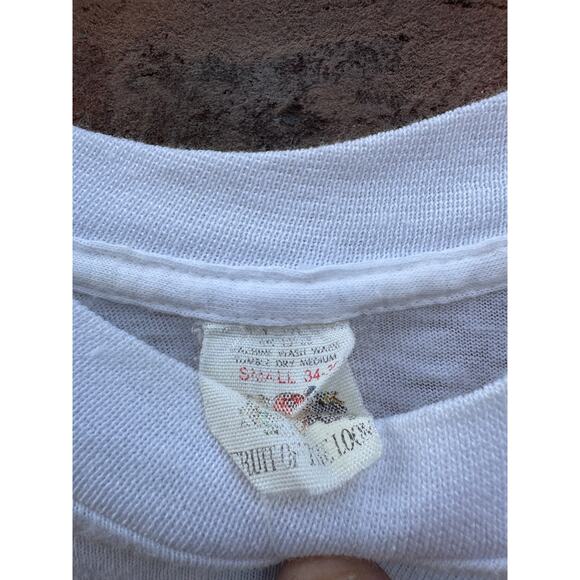 MACHINE WASH WARM
TUMBLE DRY MEDIUM
SMALL 34-
FRUIT OF THE LOOM